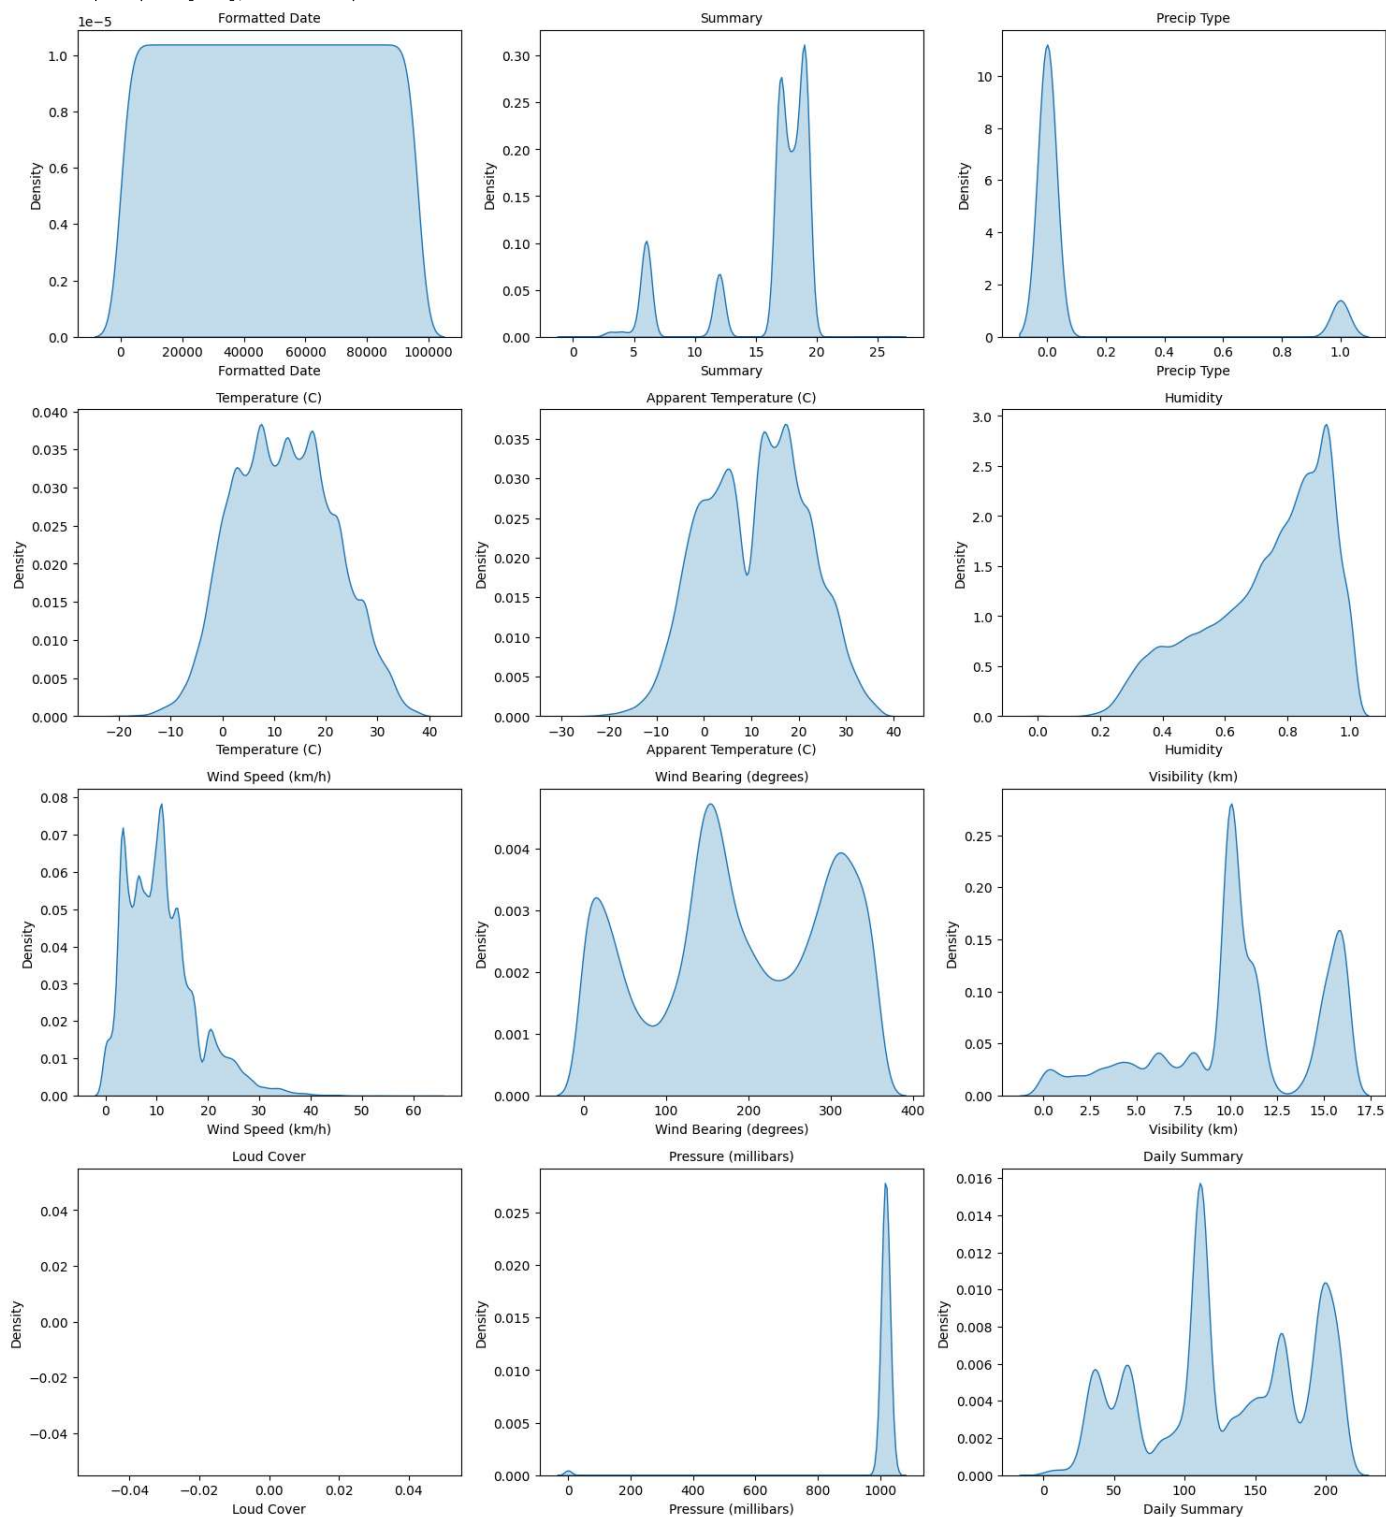 Formatted Date
Summary
Precip Type
1e−5
1.0
0.8
0.6
0.4
0.2
0.0
Density
0 20000 40000 60000 80000 100000
Formatted Date
0.30
0.25
0.20
0.15
0.10
0.05
0.00
Density
0 5 10 15 20 25
Summary
10
8
6
4
2
0
Density
0.0 0.2 0.4 0.6 0.8 1.0
Precip Type
Temperature (C)
Apparent Temperature (C)
Humidity
0.040
0.035
0.030
0.025
0.020
0.015
0.010
0.005
0.000
Density
−20 −10 0 10 20 30 40
Temperature (C)
0.035
0.030
0.025
0.020
0.015
0.010
0.005
0.000
Density
−30 −20 −10 0 10 20 30 40
Apparent Temperature (C)
3.0
2.5
2.0
1.5
1.0
0.5
0.0
Density
0.0 0.2 0.4 0.6 0.8 1.0
Humidity
Wind Speed (km/h)
Wind Bearing (degrees)
Visibility (km)
0.08
0.07
0.06
0.05
0.04
0.03
0.02
0.01
0.00
Density
0 10 20 30 40 50 60
Wind Speed (km/h)
0.004
0.003
0.002
0.001
0.000
Density
0 100 200 300 400
Wind Bearing (degrees)
0.25
0.20
0.15
0.10
0.05
0.00
Density
0.0 2.5 5.0 7.5 10.0 12.5 15.0 17.5
Visibility (km)
Loud Cover
Pressure (millibars)
Daily Summary
0.04
0.02
0.00
−0.02
−0.04
Density
−0.04 −0.02 0.00 0.02 0.04
Loud Cover
0.025
0.020
0.015
0.010
0.005
0.000
Density
0 200 400 600 800 1000
Pressure (millibars)
0.016
0.014
0.012
0.010
0.008
0.006
0.004
0.002
0.000
Density
0 50 100 150 200
Daily Summary